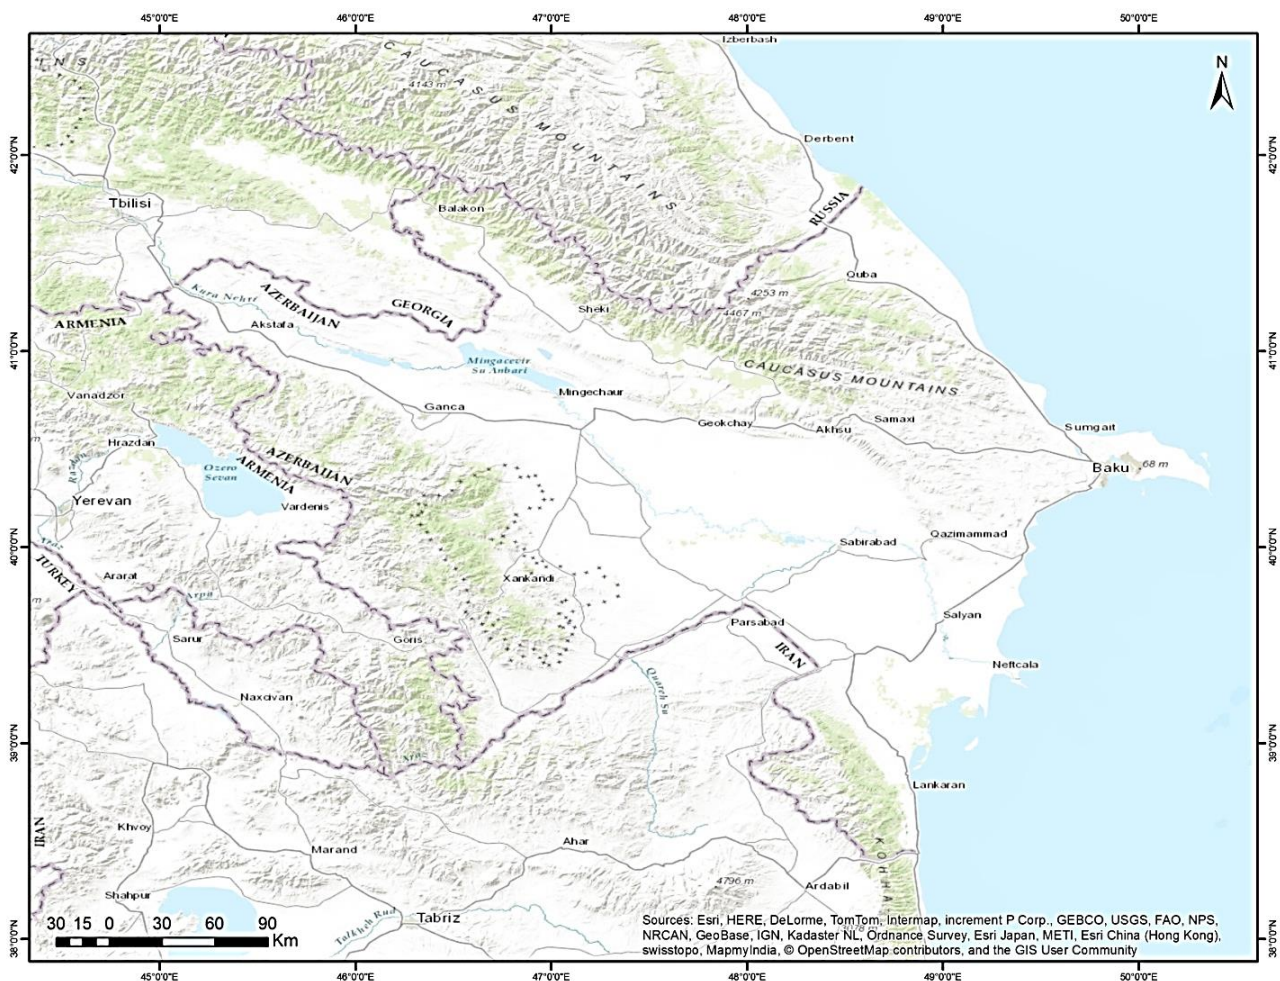 45°0'0"E 46°0'0"E 47°0'0"E 48°0'0"E 49°0'0"E 50°0'0"E
Izberbash
CAUCASUS MOUNTAINS
INS
N
4143 m
Derbent
42°0'0"N
42°0'0"N
Tbilisi
Balakon
RUSSIA
Quba
Kura Nehri
AZERBAIJAN
GEORGIA
4253 m
Sheki
4467 m
ARMENIA
Akstafa
41°0'0"N
41°0'0"N
Mingacevir
Su Anbari
CAUCASUS MOUNTAINS
Vanadzor
Mingechaur
Ganca
Geokchay
Akhsu
Samaxi
Sumgait
m
Hrazdan
Razdan
Ozero
Sevan
AZERBAIJAN
ARMENIA
Baku
68 m
Yerevan
Vardenis
40°0'0"N
Sabirabad
Qazimammad
40°0'0"N
TURKEY
Ararat
Xankandi
m
Arpa
Salyan
Sarur
Goris
Parsabad
IRAN
Neftcala
Quareh Su
Naxcivan
39°0'0"N
39°0'0"N
Lankaran
IRAN
Khvoy
Marand
Ahar
KOHHA
4796 m
Ardabil
Shahpur
Talkheh Rud
Tabriz
30 15 0 30 60 90
Km
Sources: Esri, HERE, DeLorme, TomTom, Intermap, increment P Corp., GEBCO, USGS, FAO, NPS,
NRCAN, GeoBase, IGN, Kadaster NL, Ordnance Survey, Esri Japan, METI, Esri China (Hong Kong),
swisstopo, MapmyIndia, © OpenStreetMap contributors, and the GIS User Community
38°0'0"N
38°0'0"N
45°0'0"E 46°0'0"E 47°0'0"E 48°0'0"E 49°0'0"E 50°0'0"E